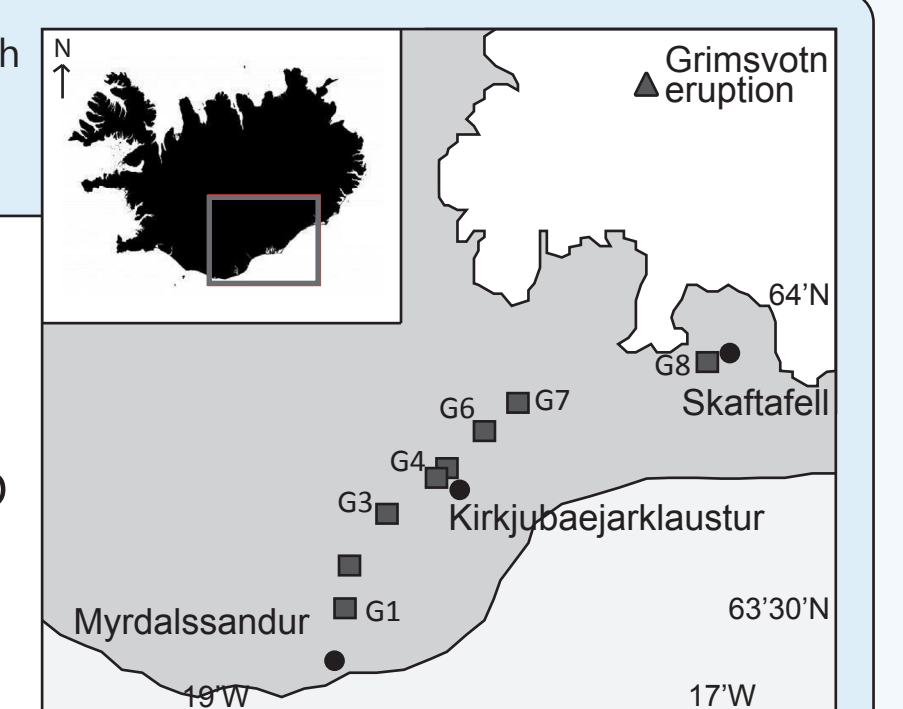 h
N
Grimsvotn
eruption
64’N
G8
Skaftafell
G7
G6
G4
Kirkjubaejarklaustur
G3
63’30’N
G1
Myrdalssandur
19’W
17’W